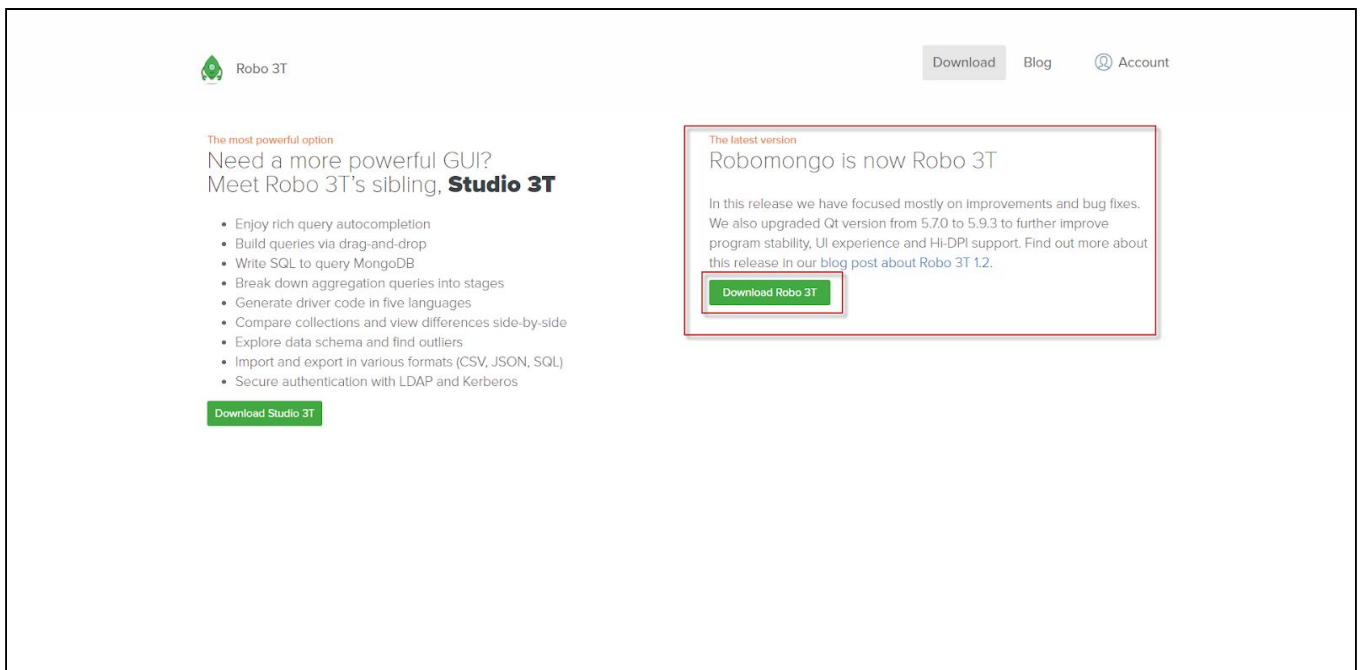 Robo 3T
Download
Blog
Account
The most powerful option
Need a more powerful GUI?
Meet Robo 3T's sibling, Studio 3T
• Enjoy rich query autocompletion
• Build queries via drag-and-drop
• Write SQL to query MongoDB
• Break down aggregation queries into stages
• Generate driver code in five languages
• Compare collections and view differences side-by-side
• Explore data schema and find outliers
• Import and export in various formats (CSV, JSON, SQL)
• Secure authentication with LDAP and Kerberos
Download Studio 3T
The latest version
Robomongo is now Robo 3T
In this release we have focused mostly on improvements and bug fixes.
We also upgraded Qt version from 5.7.0 to 5.9.3 to further improve
program stability, UI experience and Hi-DPI support. Find out more about
this release in our blog post about Robo 3T 1.2.
Download Robo 3T